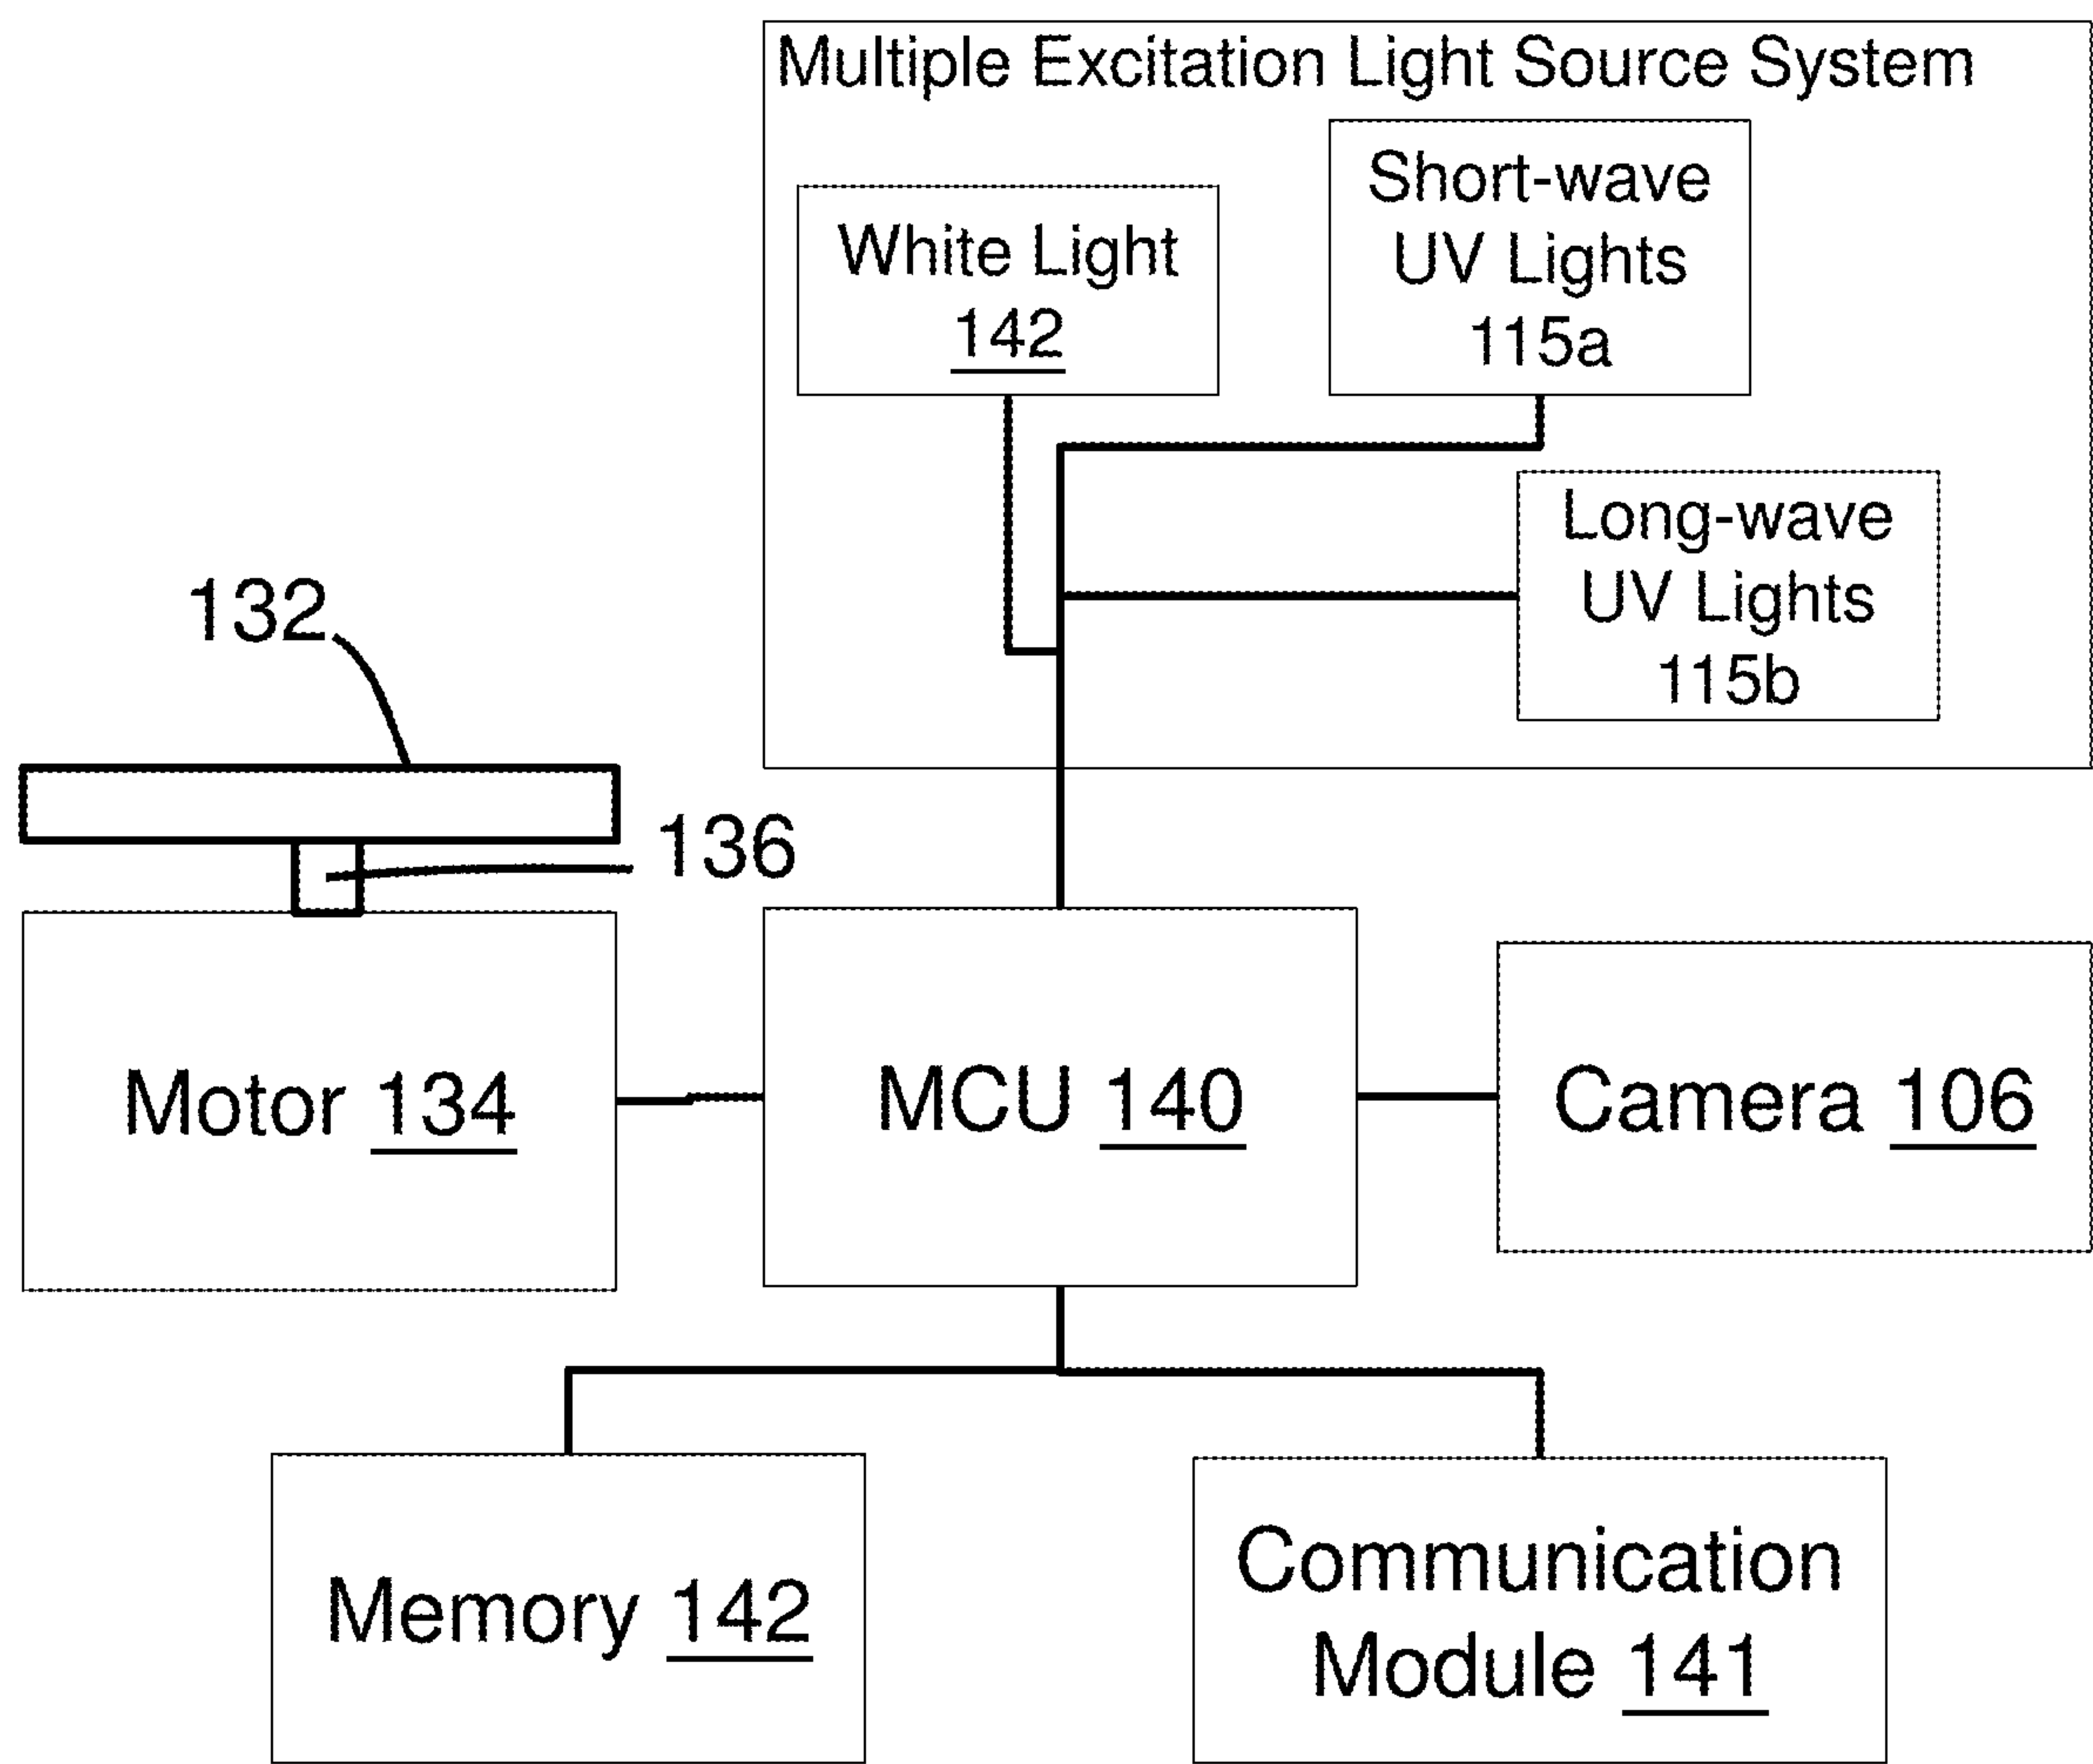 Multiple Excitation Light Source System
White Light
142
Short-wave
UV Lights
115a
Long-wave
UV Lights
115b
132
136
Motor 134
MCU 140
Camera 106
Memory 142
Communication
Module 141